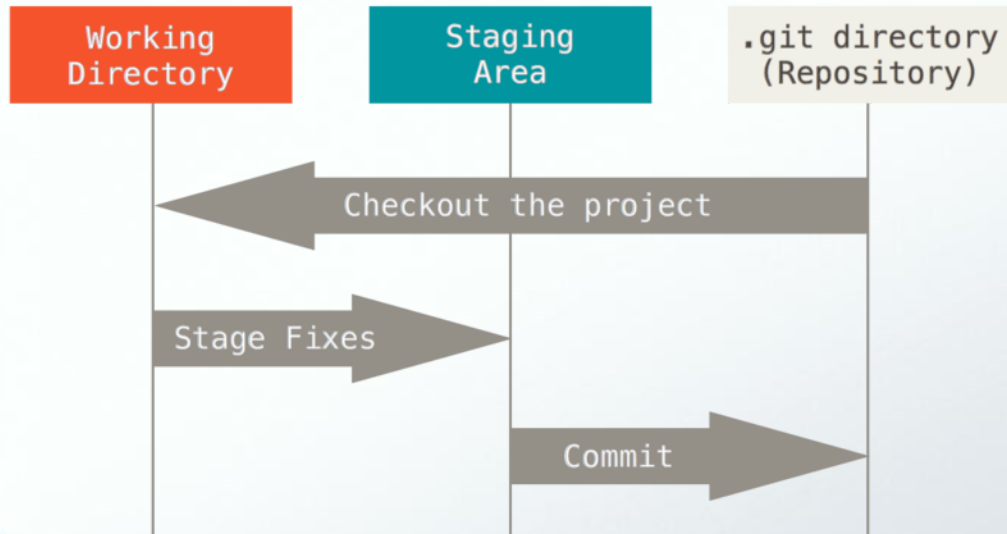 Working
Directory
Staging
Area
.git directory
(Repository)
Checkout the project
Stage Fixes
Commit